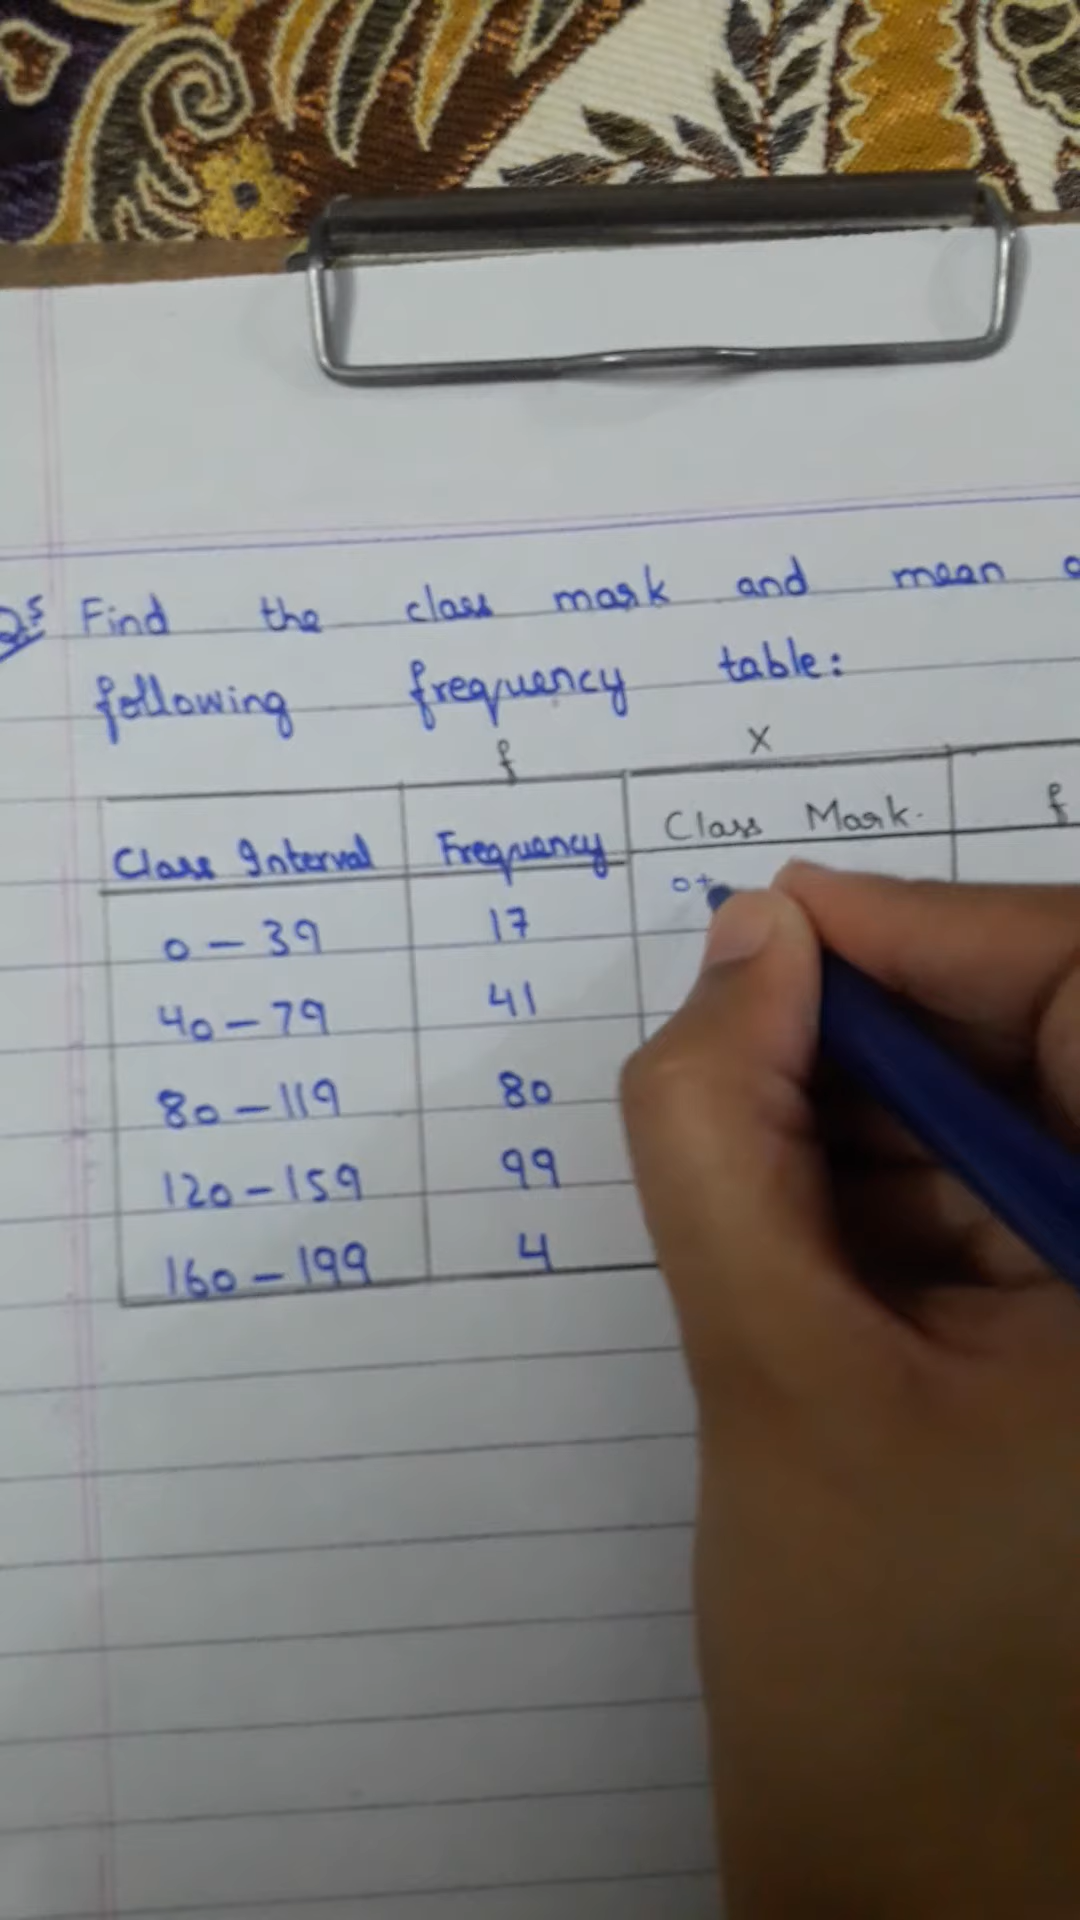 Q5 Find the class mark and mean
following frequency table:
f X
Class Interval Frequency Class Mark. f
0 - 39 17 0+
40 - 79 41
80 - 119 80
120 - 159 99
160 - 199 4